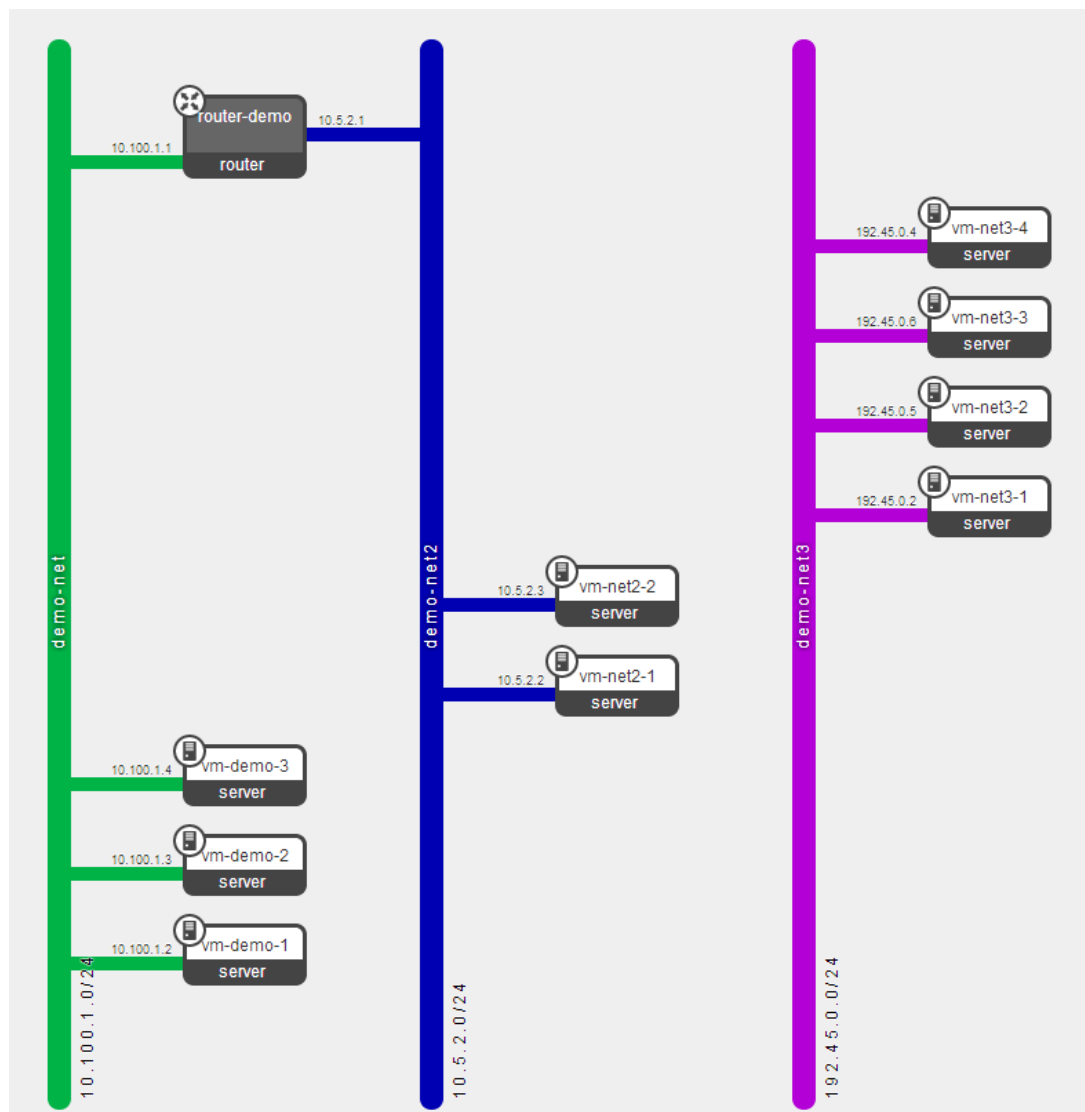 router-demo
router
10.5.2.1
10.100.1.1
192.45.0.4
vm-net3-4
server
192.45.0.6
vm-net3-3
server
192.45.0.5
vm-net3-2
server
192.45.0.2
vm-net3-1
server
demo-net
demo-net2
demo-net3
10.5.2.3
vm-net2-2
server
10.5.2.2
vm-net2-1
server
10.100.1.4
vm-demo-3
server
10.100.1.3
vm-demo-2
server
10.100.1.2
vm-demo-1
server
10.100.1.0/24
10.5.2.0/24
192.45.0.0/24